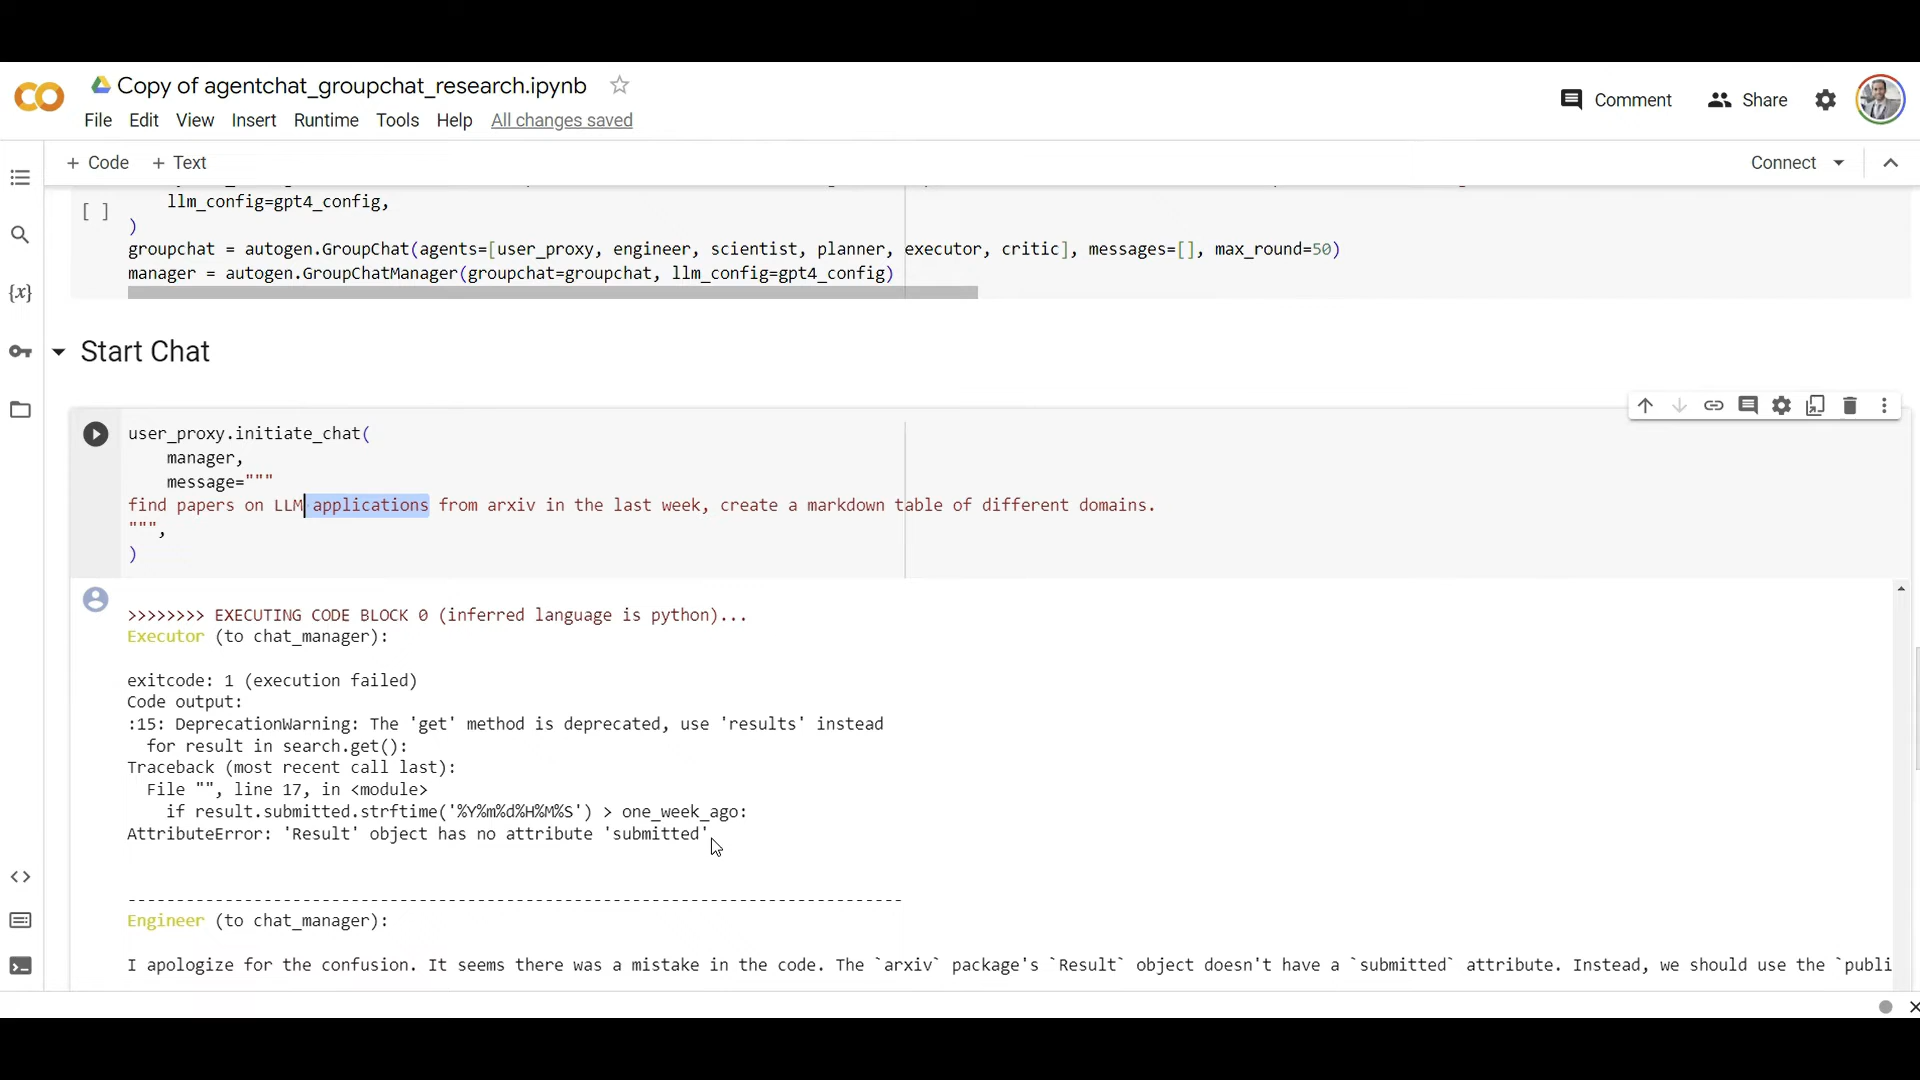 Copy of agentchat_groupchat_research.ipynb
File Edit View Insert Runtime Tools Help All changes saved
Comment Share
+ Code + Text
Connect
[ ]
llm_config=gpt4_config,
)
groupchat = autogen.GroupChat(agents=[user_proxy, engineer, scientist, planner, executor, critic], messages=[], max_round=50)
manager = autogen.GroupChatManager(groupchat=groupchat, llm_config=gpt4_config)
{x}
Start Chat
user_proxy.initiate_chat(
manager,
message="""
find papers on LLM applications from arxiv in the last week, create a markdown table of different domains.
""",
)
>>>>>>>> EXECUTING CODE BLOCK 0 (inferred language is python)...
Executor (to chat_manager):
exitcode: 1 (execution failed)
Code output:
:15: DeprecationWarning: The 'get' method is deprecated, use 'results' instead
for result in search.get():
Traceback (most recent call last):
File "", line 17, in <module>
if result.submitted.strftime('%Y%m%d%H%M%S') > one_week_ago:
AttributeError: 'Result' object has no attribute 'submitted'
--------------------------------------------------------------------------------
Engineer (to chat_manager):
I apologize for the confusion. It seems there was a mistake in the code. The `arxiv` package's `Result` object doesn't have a `submitted` attribute. Instead, we should use the `publi